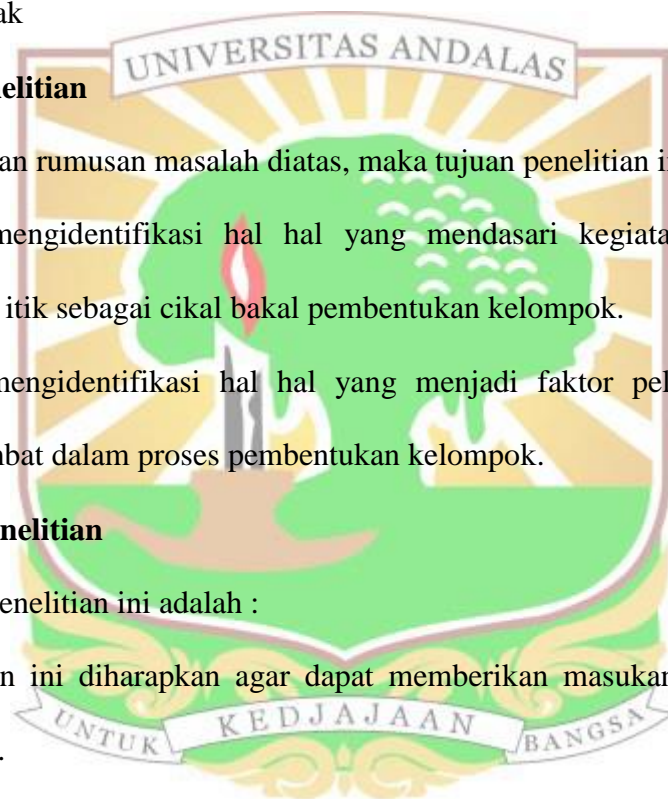 ak
UNIVERSITAS ANDALAS
elitian
an rumusan masalah diatas, maka tujuan penelitian i
mengidentifikasi hal hal yang mendasari kegiata
itik sebagai cikal bakal pembentukan kelompok.
mengidentifikasi hal hal yang menjadi faktor pel
bat dalam proses pembentukan kelompok.
nelitian
enelitian ini adalah :
n ini diharapkan agar dapat memberikan masukan
UNTUK KEDJAJAAN BANGSA
.